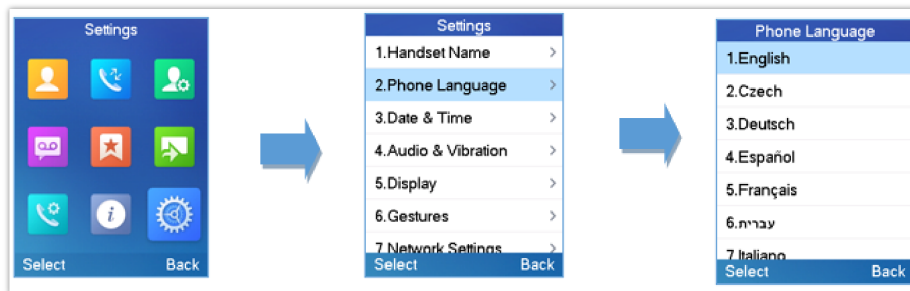 Settings
Select Back
Settings
1.Handset Name
2.Phone Language
3.Date & Time
4.Audio & Vibration
5.Display
6.Gestures
7.Network Settings
Select Back
Phone Language
1.English
2.Czech
3.Deutsch
4.Español
5.Français
6.עברית
7.Italiano
Select Back